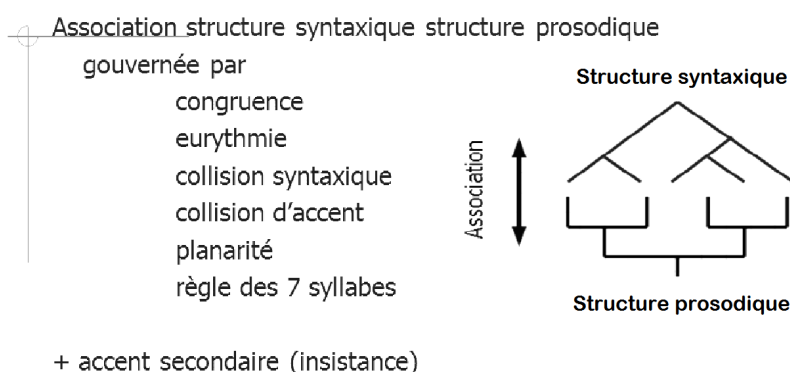 Association structure syntaxique structure prosodique
gouvernée par
congruence
eurythmie
collision syntaxique
collision d'accent
planarité
règle des 7 syllabes
+ accent secondaire (insistance)
Structure syntaxique
Association
Structure prosodique